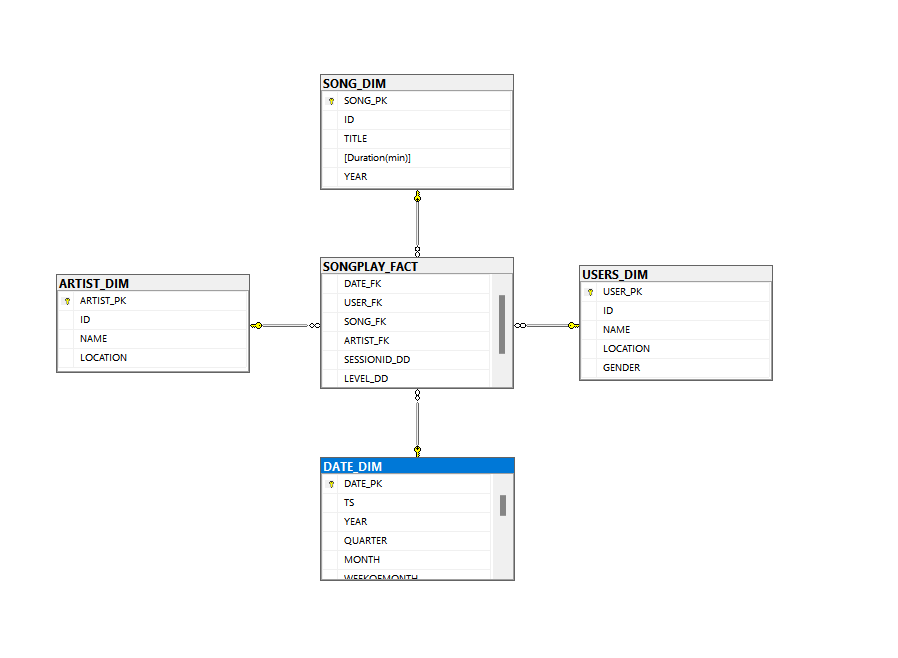 SONG_DIM
SONG_PK
ID
TITLE
[Duration(min)]
YEAR
ARTIST_DIM
ARTIST_PK
ID
NAME
LOCATION
SONGPLAY_FACT
DATE_FK
USER_FK
SONG_FK
ARTIST_FK
SESSIONID_DD
LEVEL_DD
USERS_DIM
USER_PK
ID
NAME
LOCATION
GENDER
DATE_DIM
DATE_PK
TS
YEAR
QUARTER
MONTH
WEEKOFMONTH